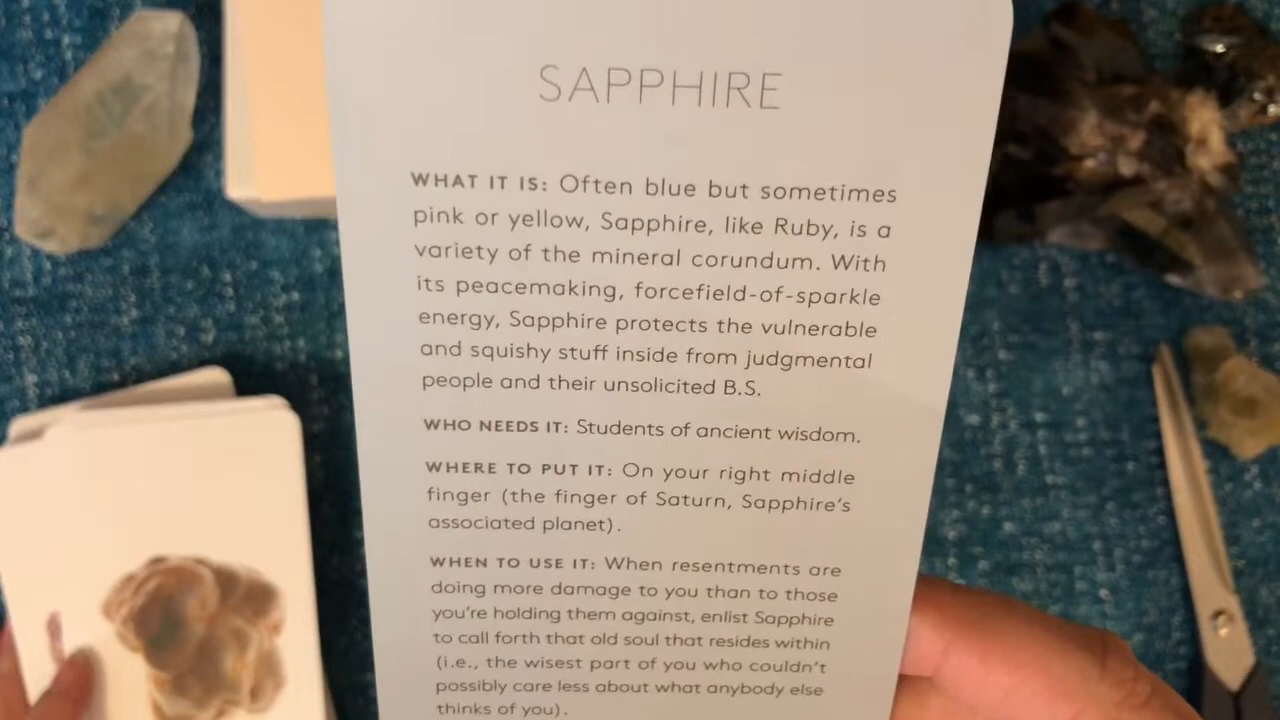 SAPPHIRE
WHAT IT IS: Often blue but sometimes
pink or yellow, Sapphire, like Ruby, is a
variety of the mineral corundum. With
its peacemaking, forcefield-of-sparkle
energy, Sapphire protects the vulnerable
and squishy stuff inside from judgmental
people and their unsolicited B.S.
WHO NEEDS IT: Students of ancient wisdom.
WHERE TO PUT IT: On your right middle
finger (the finger of Saturn, Sapphire's
associated planet).
WHEN TO USE IT: When resentments are
doing more damage to you than to those
you're holding them against, enlist Sapphire
to call forth that old soul that resides within
(i.e., the wisest part of you who couldn't
possibly care less about what anybody else
thinks of you).